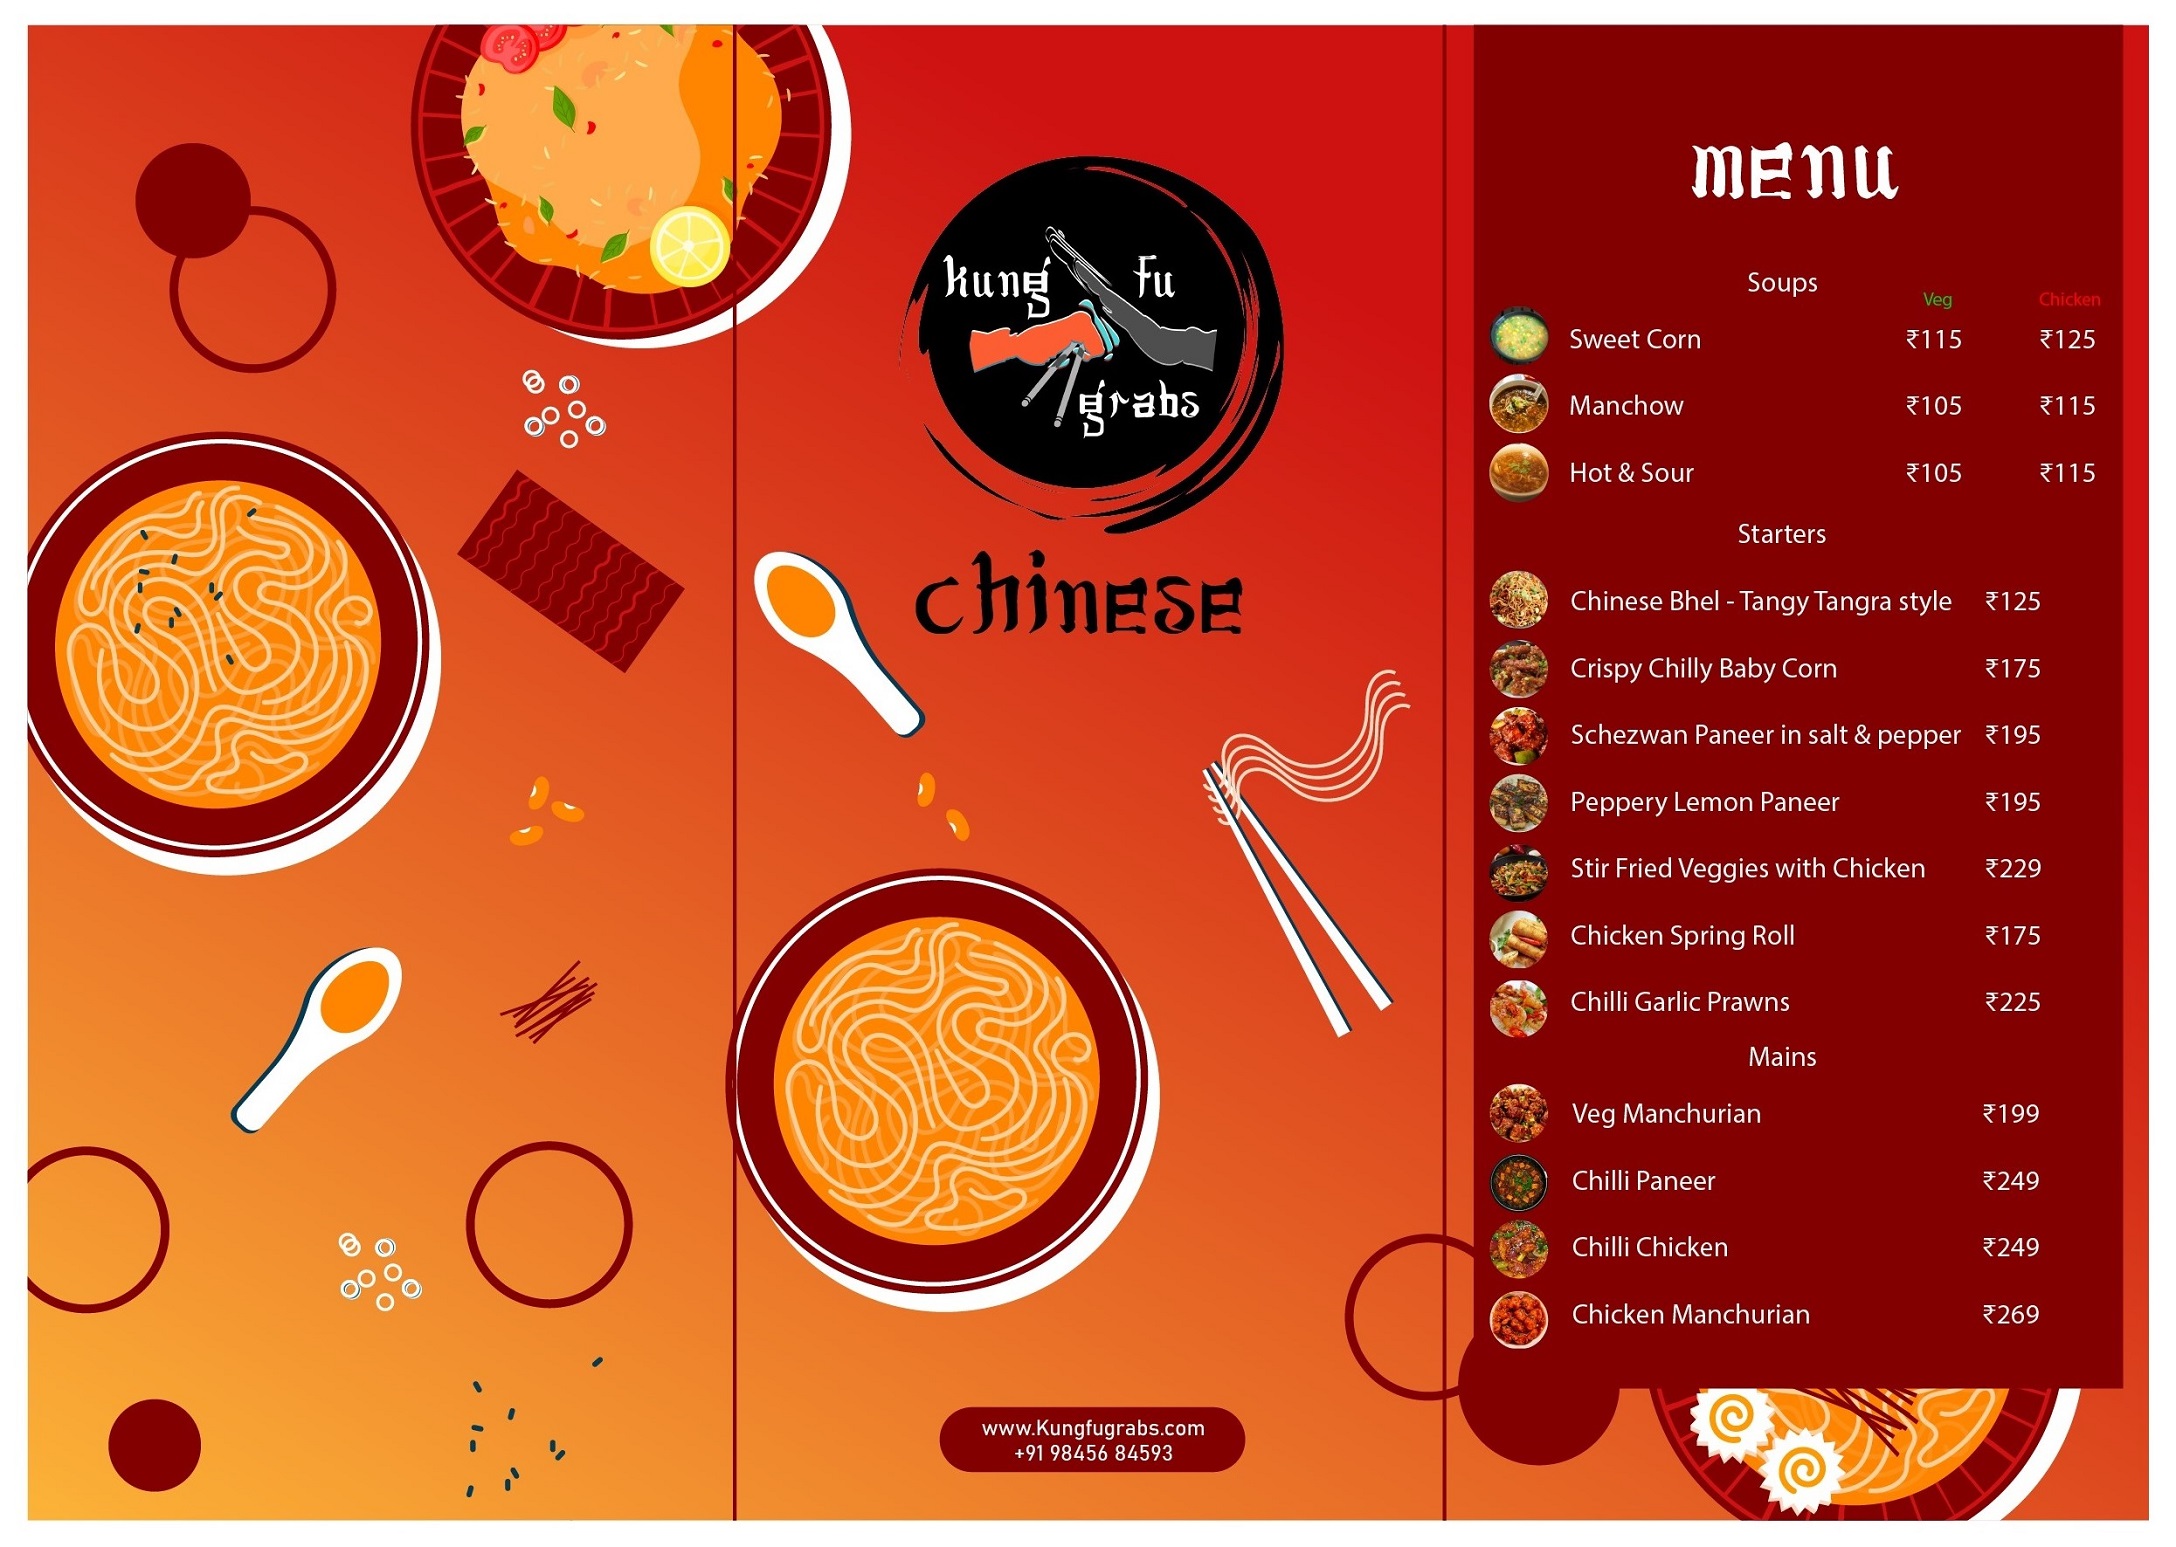 kung fu
grabs
chinese
www.Kungfugrabs.com
+91 98456 84593
menu
Soups
Veg Chicken
Sweet Corn ₹115 ₹125
Manchow ₹105 ₹115
Hot & Sour ₹105 ₹115
Starters
Chinese Bhel - Tangy Tangra style ₹125
Crispy Chilly Baby Corn ₹175
Schezwan Paneer in salt & pepper ₹195
Peppery Lemon Paneer ₹195
Stir Fried Veggies with Chicken ₹229
Chicken Spring Roll ₹175
Chilli Garlic Prawns ₹225
Mains
Veg Manchurian ₹199
Chilli Paneer ₹249
Chilli Chicken ₹249
Chicken Manchurian ₹269